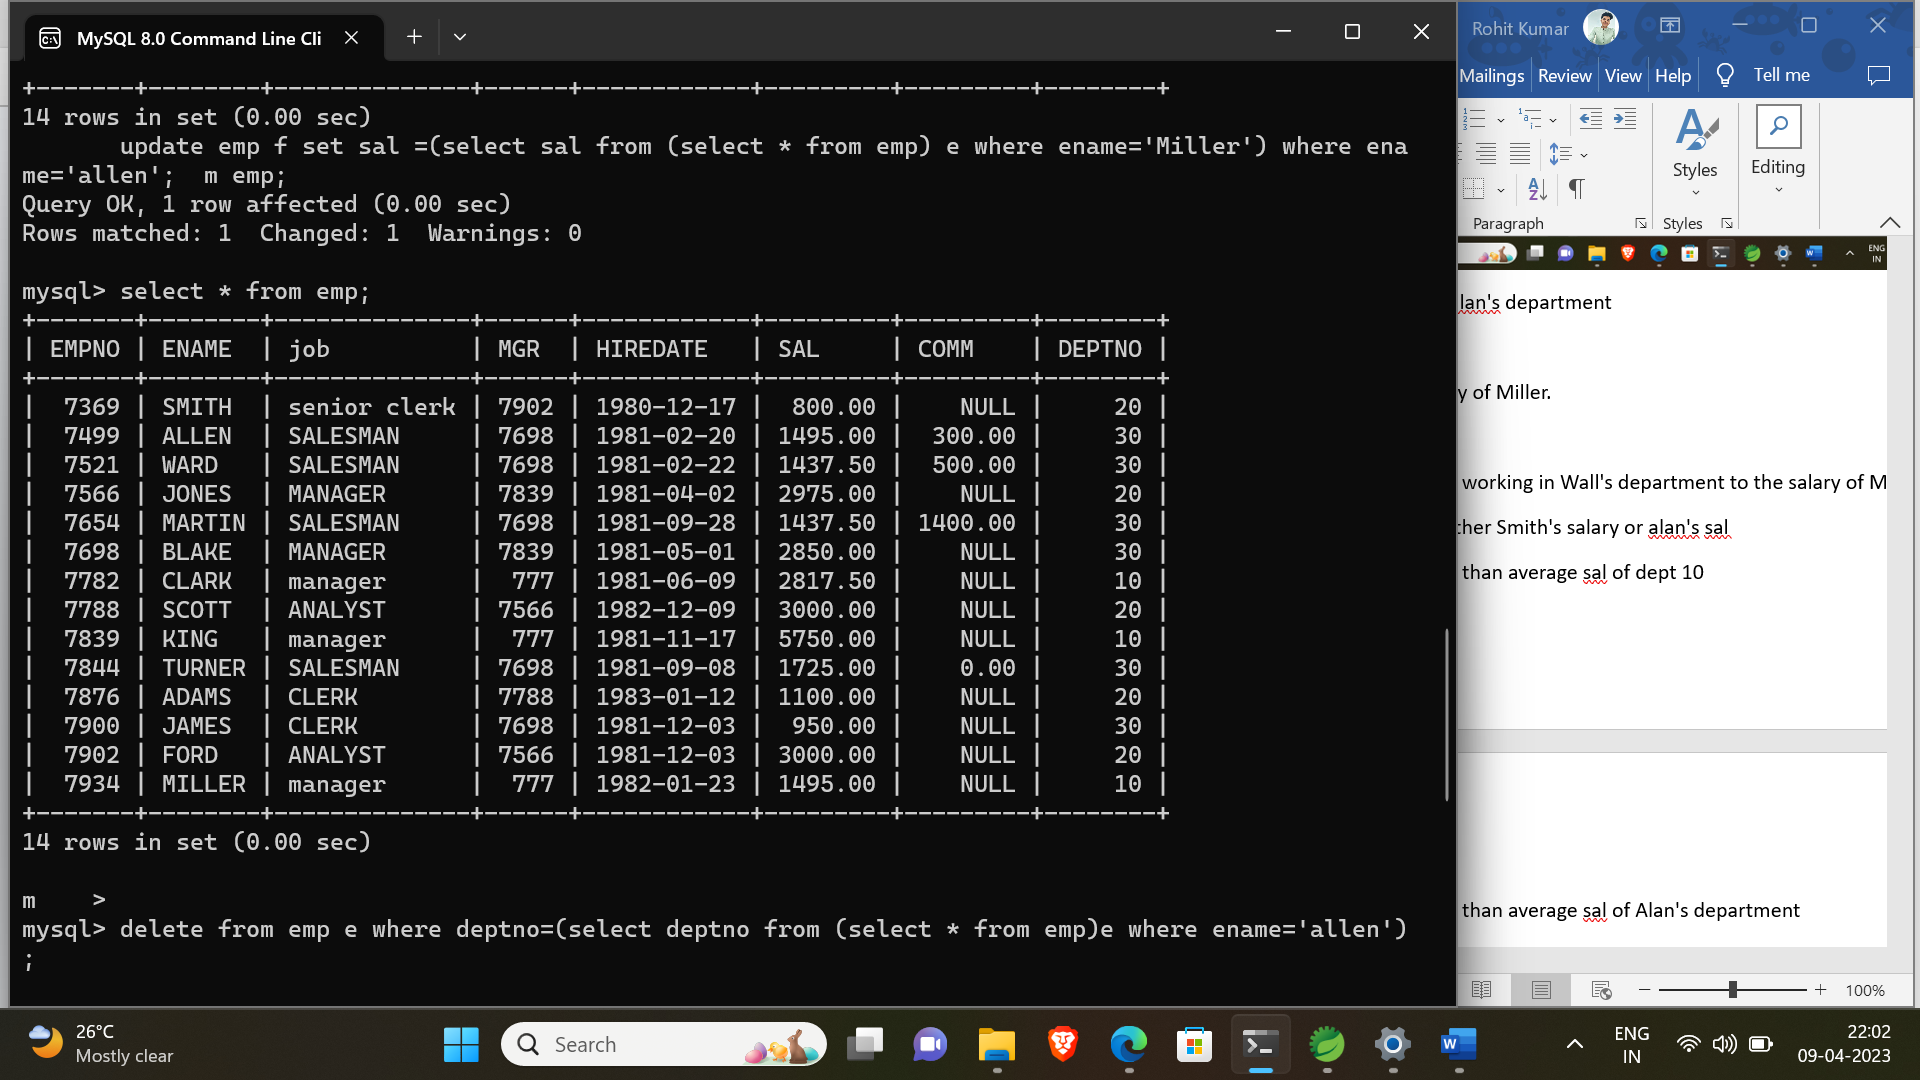 MySQL 8.0 Command Line Cli
+--------+--------+---------------+------+------------+---------+---------+--------+
14 rows in set (0.00 sec)
update emp f set sal =(select sal from (select * from emp) e where ename='Miller') where ena
me='allen';  m emp;
Query OK, 1 row affected (0.00 sec)
Rows matched: 1  Changed: 1  Warnings: 0
mysql> select * from emp;
+-------+--------+--------------+------+------------+---------+---------+--------+
| EMPNO | ENAME  | job          | MGR  | HIREDATE   | SAL     | COMM    | DEPTNO |
+-------+--------+--------------+------+------------+---------+---------+--------+
|  7369 | SMITH  | senior clerk | 7902 | 1980-12-17 |  800.00 |    NULL |     20 |
|  7499 | ALLEN  | SALESMAN     | 7698 | 1981-02-20 | 1495.00 |  300.00 |     30 |
|  7521 | WARD   | SALESMAN     | 7698 | 1981-02-22 | 1437.50 |  500.00 |     30 |
|  7566 | JONES  | MANAGER      | 7839 | 1981-04-02 | 2975.00 |    NULL |     20 |
|  7654 | MARTIN | SALESMAN     | 7698 | 1981-09-28 | 1437.50 | 1400.00 |     30 |
|  7698 | BLAKE  | MANAGER      | 7839 | 1981-05-01 | 2850.00 |    NULL |     30 |
|  7782 | CLARK  | manager      |  777 | 1981-06-09 | 2817.50 |    NULL |     10 |
|  7788 | SCOTT  | ANALYST      | 7566 | 1982-12-09 | 3000.00 |    NULL |     20 |
|  7839 | KING   | manager      |  777 | 1981-11-17 | 5750.00 |    NULL |     10 |
|  7844 | TURNER | SALESMAN     | 7698 | 1981-09-08 | 1725.00 |    0.00 |     30 |
|  7876 | ADAMS  | CLERK        | 7788 | 1983-01-12 | 1100.00 |    NULL |     20 |
|  7900 | JAMES  | CLERK        | 7698 | 1981-12-03 |  950.00 |    NULL |     30 |
|  7902 | FORD   | ANALYST      | 7566 | 1981-12-03 | 3000.00 |    NULL |     20 |
|  7934 | MILLER | manager      |  777 | 1982-01-23 | 1495.00 |    NULL |     10 |
+-------+--------+--------------+------+------------+---------+---------+--------+
14 rows in set (0.00 sec)
m    >
mysql> delete from emp e where deptno=(select deptno from (select * from emp)e where ename='allen')
;
Rohit Kumar
Mailings Review View Help Tell me
Styles
Editing
Paragraph
Styles
ENG
IN
lan's department
y of Miller.
working in Wall's department to the salary of M
ther Smith's salary or alan's sal
than average sal of dept 10
than average sal of Alan's department
100%
26°C
Mostly clear
Search
ENG
IN
22:02
09-04-2023